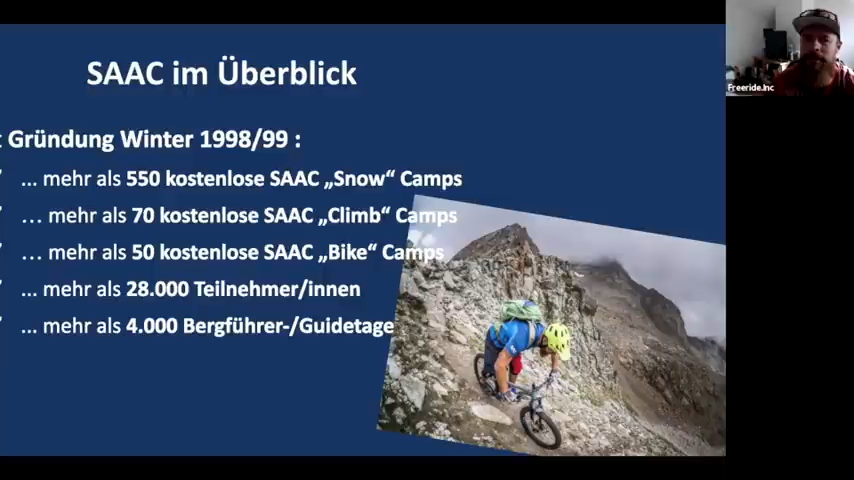 SAAC im Überblick
Freeride.Inc
Gründung Winter 1998/99 :
... mehr als 550 kostenlose SAAC „Snow“ Camps
... mehr als 70 kostenlose SAAC „Climb“ Camps
... mehr als 50 kostenlose SAAC „Bike“ Camps
... mehr als 28.000 Teilnehmer/innen
... mehr als 4.000 Bergführer-/Guidetage